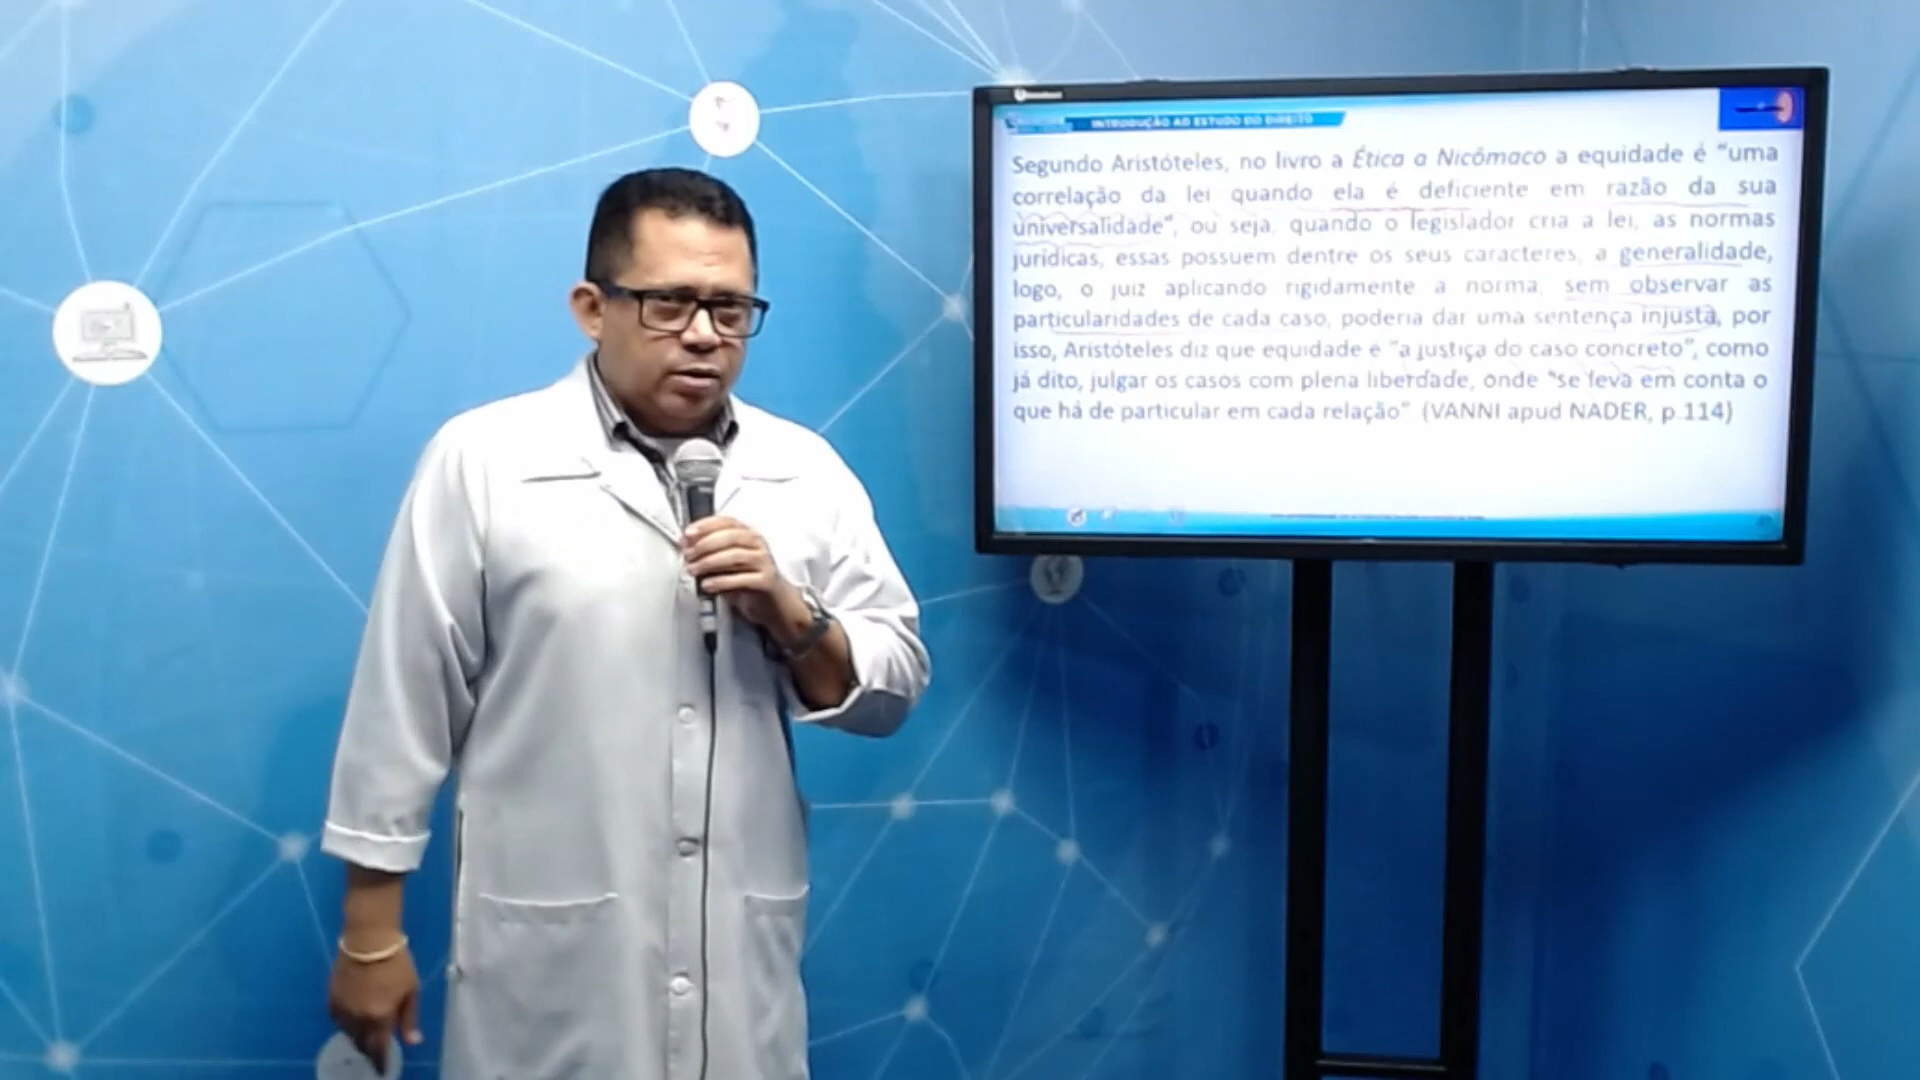 INTRODUÇÃO AO ESTUDO DO DIREITO
Segundo Aristóteles, no livro a Ética a Nicômaco a equidade é “uma
correlação da lei quando ela é deficiente em razão da sua
universalidade”, ou seja, quando o legislador cria a lei, as normas
jurídicas, essas possuem dentre os seus caracteres, a generalidade,
logo, o juiz aplicando rigidamente a norma, sem observar as
particularidades de cada caso, poderia dar uma sentença injusta, por
isso, Aristóteles diz que equidade é “a justiça do caso concreto”, como
já dito, julgar os casos com plena liberdade, onde “se leva em conta o
que há de particular em cada relação” (VANNI apud NADER, p.114)